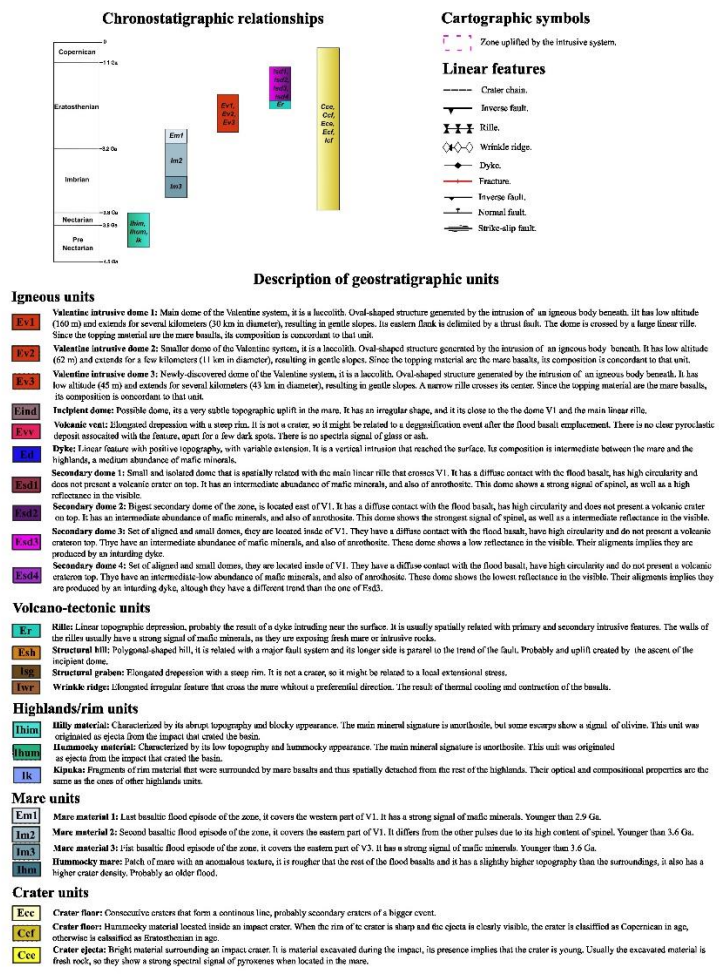 Chronostatigraphic relationships
Cartographic symbols
0
Copernican
1.1 Ga
Eratosthenian
3.2 Ga
Imbrian
3.8 Ga
Nectarian
3.9 Ga
Pre
Nectarian
4.5 Ga
Ihim,
Ihum,
Ik
Em1
Im2
Im3
Ev1,
Ev2,
Ev3
Esd1,
Esd2,
Esd3,
Esd4
Er
Cce,
Ccf,
Ece,
Ecf,
Icf
Zone uplifted by the intrusive system.
Linear features
Crater chain.
Inverse fault.
Rille.
Wrinkle ridge.
Dyke.
Fracture.
Inverse fault.
Normal fault.
Strike-slip fault.
Description of geostratigraphic units
Igneous units
Ev1
Valentine intrusive dome 1: Main dome of the Valentine system, it is a laccolith. Oval-shaped structure generated by the intrusion of an igneous body beneath. iIt has low altitude
(160 m) and extends for several kilometers (30 km in diameter), resulting in gentle slopes. Its eastern flank is delimited by a thrust fault. The dome is crossed by a large linear rille.
Since the topping material are the mare basalts, its composition is concordant to that unit.
Ev2
Valentine intrusive dome 2: Smaller dome of the Valentine system, it is a laccolith. Oval-shaped structure generated by the intrusion of an igneous body beneath. It has low altitude
(62 m) and extends for a few kilometers (11 km in diameter), resulting in gentle slopes. Since the topping material are the mare basalts, its composition is concordant to that unit.
Ev3
Valentine intrusive dome 3: Newly-discovered dome of the Valentine system, it is a laccolith. Oval-shaped structure generated by the intrusion of an igneous body beneath. It has
low altitude (45 m) and extends for several kilometers (43 km in diameter), resulting in gentle slopes. A narrow rille crosses its center. Since the topping material are the mare basalts,
its composition is concordant to that unit.
Eind
Incipient dome: Possible dome, its a very subtle topographic uplift in the mare. It has an irregular shape, and it its close to the the dome V1 and the main linear rille.
Evv
Volcanic vent: Elongated drepession with a steep rim. It is not a crater, so it might be related to a deggasification event after the flood basalt emplacement. There is no clear pyroclastic
deposit assocaited with the feature, apart for a few dark spots. There is no spectris signal of glass or ash.
Ed
Dyke: Linear feature with positive topography, with variable extension. It is a vertical intrusion that reached the surface. Its composition is intermediate between the mare and the
highlands, a medium abundance of mafic minerals.
Esd1
Secondary dome 1: Small and isolated dome that is spatially related with the main linear rille that crosses V1. It has a diffuse contact with the flood basalt, has high circularity and
does not present a volcanic crater on top. It has an intermediate abundance of mafic minerals, and also of anrothosite. This dome shows a strong signal of spinel, as well as a high
reflectance in the visible.
Esd2
Secondary dome 2: Bigest secondary dome of the zone, is located east of V1. It has a diffuse contact with the flood basalt, has high circularity and does not present a volcanic crater
on top. It has an intermediate abundance of mafic minerals, and also of anrothosite. This dome shows the strongest signal of spinel, as well as a intermediate reflectance in the visible.
Esd3
Secondary dome 3: Set of aligned and small domes, they are located insde of V1. They have a diffuse contact with the flood basalt, have high circularity and do not present a volcanic
crateron top. Thye have an intermediate abundance of mafic minerals, and also of anrothosite. These dome shows a low reflectance in the visible. Their aligments implies they are
produced by an inturding dyke.
Esd4
Secondary dome 4: Set of aligned and small domes, they are located insde of V1. They have a diffuse contact with the flood basalt, have high circularity and do not present a volcanic
crateron top. Thye have an intermediate-low abundance of mafic minerals, and also of anrothosite. These dome shows the lowest reflectance in the visible. Their aligments implies they
are produced by an inturding dyke, altough they have a different trend than the one of Esd3.
Volcano-tectonic units
Er
Rille: Linear topographic depression, probably the result of a dyke intruding near the surface. It is usually spatially related with primary and secondary intrusive features. The walls of
the rilles usually have a strong signal of mafic minerals, as they are exposing fresh mare or intrusive rocks.
Esh
Structural hill: Polygonal-shaped hill, it is related with a major fault system and its longer side is pararel to the trend of the fault. Probably and uplift created by the ascent of the
incipient dome.
Isg
Structural graben: Elongated drepession with a steep rim. It is not a crater, so it might be related to a local extensional stress.
Iwr
Wrinkle ridge: Elongated irregular feature that cross the mare whitout a preferential direction. The result of thermal cooling and contraction of the basalts.
Highlands/rim units
Ihim
Hilly material: Characterized by its abrupt topography and blocky appearance. The main mineral signature is anorthosite, but some escarps show a signal of olivine. This unit was
originated as ejecta from the impact that crated the basin.
Ihum
Hummocky material: Characterized by its low topography and hummocky appearance. The main mineral signature is anorthosite. This unit was originated
as ejecta from the impact that crated the basin.
Ik
Kipuka: Fragments of rim material that were surrounded by mare basalts and thus spatially detached from the rest of the highlands. Their optical and compositional properties are the
same as the ones of other highlands units.
Mare units
Em1
Mare material 1: Last basaltic flood episode of the zone, it covers the western part of V1. It has a strong signal of mafic minerals. Younger than 2.9 Ga.
Im2
Mare material 2: Second basaltic flood episode of the zone, it covers the eastern part of V1. It differs from the other pulses due to its high content of spinel. Younger than 3.6 Ga.
Im3
Mare material 3: Fist basaltic flood episode of the zone, it covers the eastern part of V3. It has a strong signal of mafic minerals. Younger than 3.6 Ga.
Ihm
Hummocky mare: Patch of mare with an anomalous texture, it is rougher that the rest of the flood basalts and it has a slighthy higher topography than the surroundings, it also has a
higher crater density. Probably an older flood.
Crater units
Ecc
Crater floor: Consecutive craters that form a continous line, probably secondary craters of a bigger event.
Ccf
Crater floor: Hummocky material located inside an impact crater. When the rim of te crater is sharp and the ejecta is clearly visible, the crater is classiffied as Copernican in age,
otherwise is calssified as Eratosthenian in age.
Cce
Crater ejecta: Bright material surrounding an impact crater. It is material excavated during the impact, its presence implies that the crater is young. Usually the excavated material is
fresh rock, so they show a strong spectral signal of pyroxenes when located in the mare.